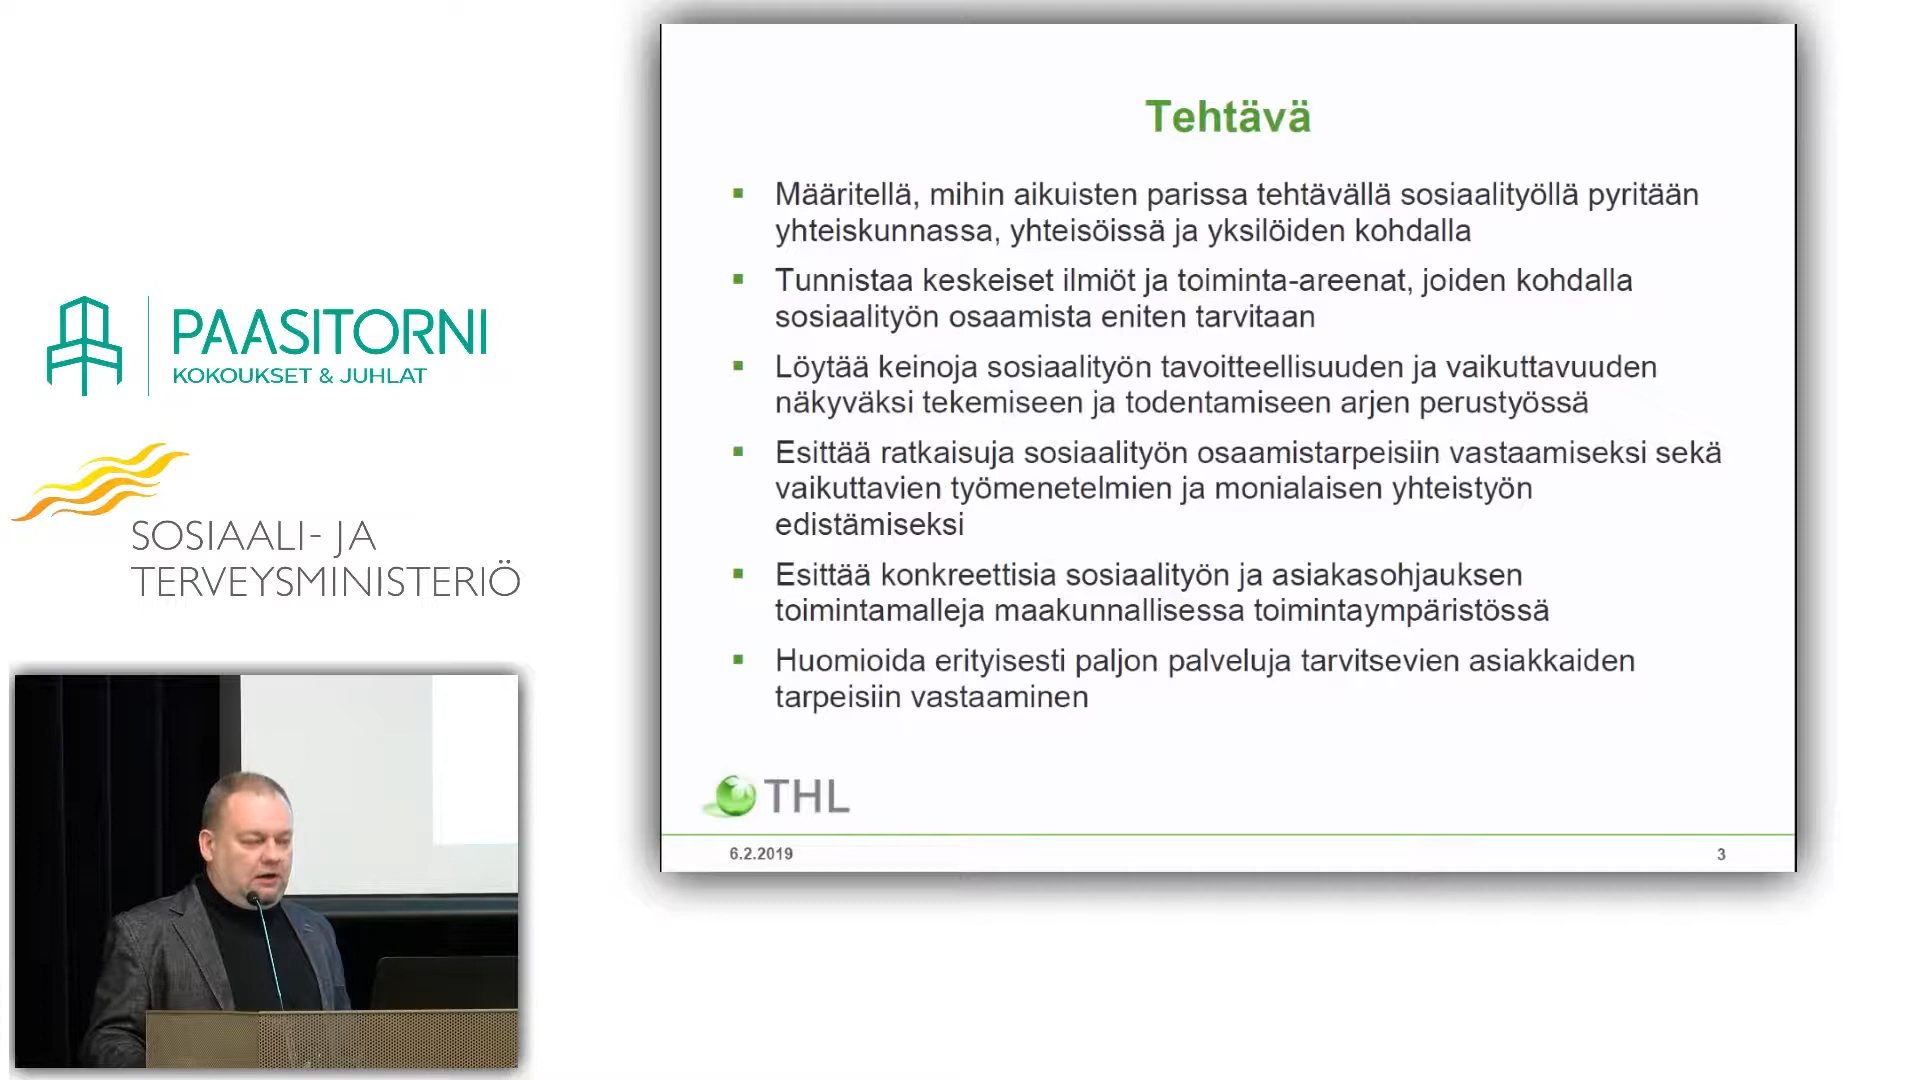 PAASITORNI
KOKOUKSET & JUHLAT
SOSIAALI- JA
TERVEYSMINISTERIÖ
Tehtävä
Määritellä, mihin aikuisten parissa tehtävällä sosiaalityöllä pyritään
yhteiskunnassa, yhteisöissä ja yksilöiden kohdalla
Tunnistaa keskeiset ilmiöt ja toiminta-areenat, joiden kohdalla
sosiaalityön osaamista eniten tarvitaan
Löytää keinoja sosiaalityön tavoitteellisuuden ja vaikuttavuuden
näkyväksi tekemiseen ja todentamiseen arjen perustyössä
Esittää ratkaisuja sosiaalityön osaamistarpeisiin vastaamiseksi sekä
vaikuttavien työmenetelmien ja monialaisen yhteistyön
edistämiseksi
Esittää konkreettisia sosiaalityön ja asiakasohjauksen
toimintamalleja maakunnallisessa toimintaympäristössä
Huomioida erityisesti paljon palveluja tarvitsevien asiakkaiden
tarpeisiin vastaaminen
THL
6.2.2019
3